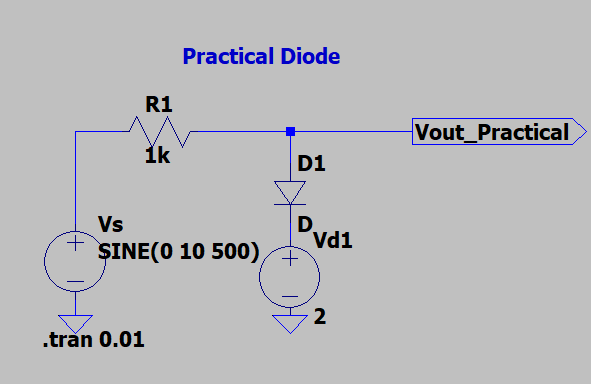 Practical Diode
R1
1k
Vout_Practical
D1
D
Vs
SINE(0 10 500)
Vd1
2
.tran 0.01